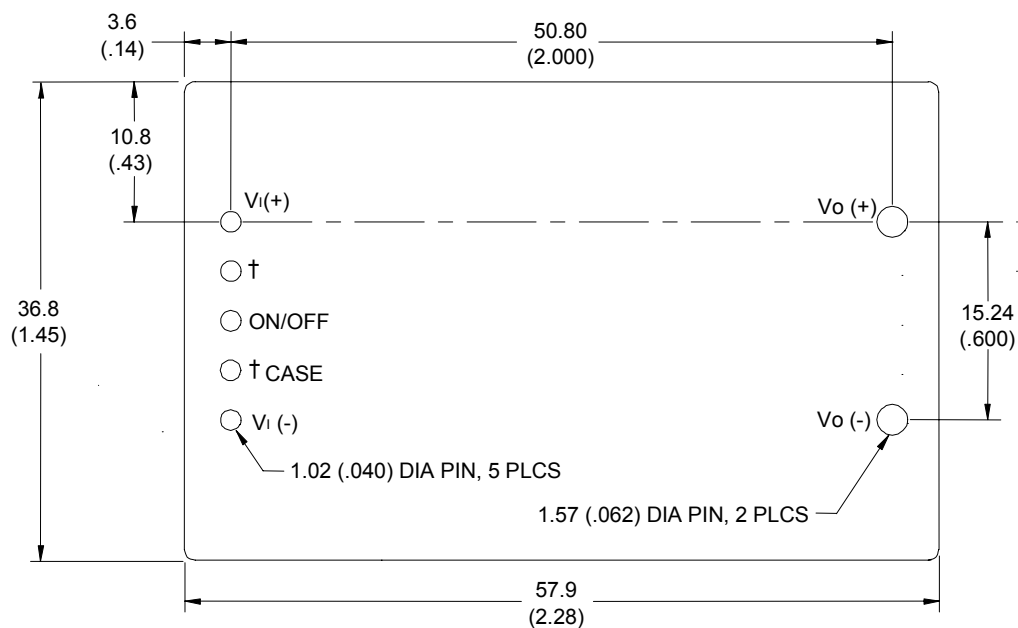 3.6
(.14)
50.80
(2.000)
10.8
(.43)
VI(+)
Vo (+)
†
36.8
(1.45)
ON/OFF
15.24
(.600)
† CASE
VI (-)
Vo (-)
1.02 (.040) DIA PIN, 5 PLCS
1.57 (.062) DIA PIN, 2 PLCS
57.9
(2.28)